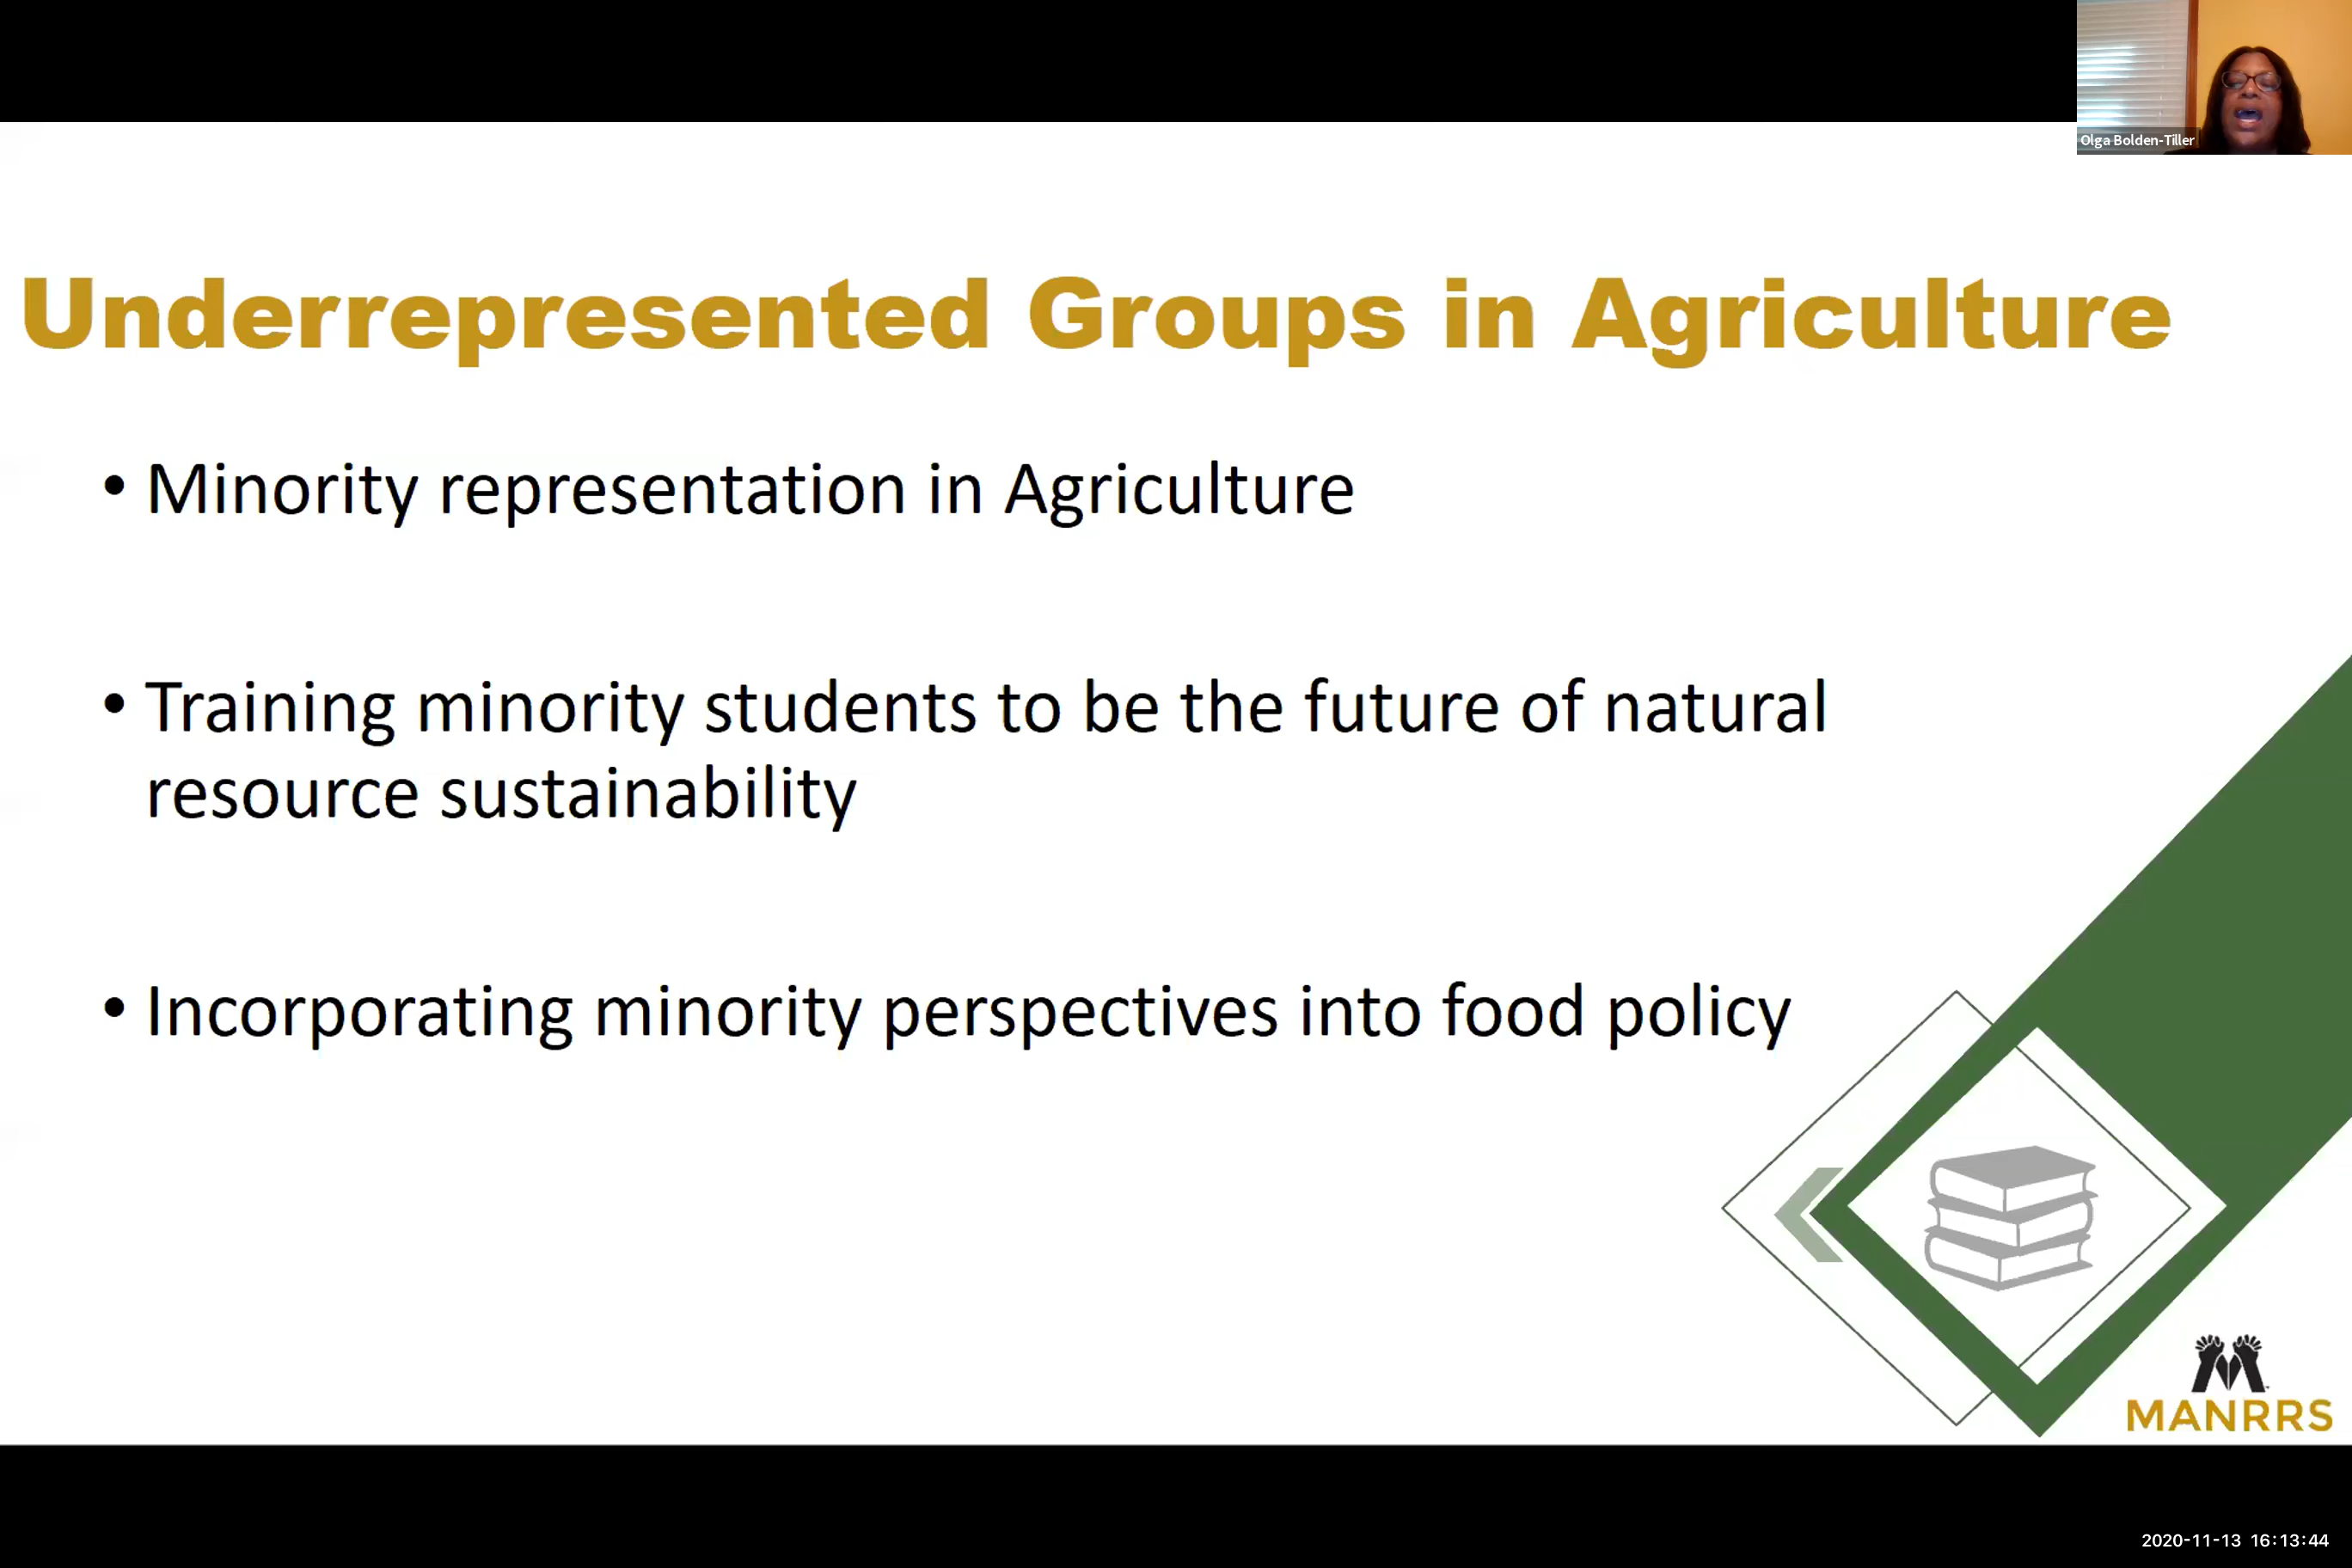 Olga Bolden-Tiller
Underrepresented Groups in Agriculture
• Minority representation in Agriculture
• Training minority students to be the future of natural
resource sustainability
• Incorporating minority perspectives into food policy
MANRRS
2020-11-13 16:13:44